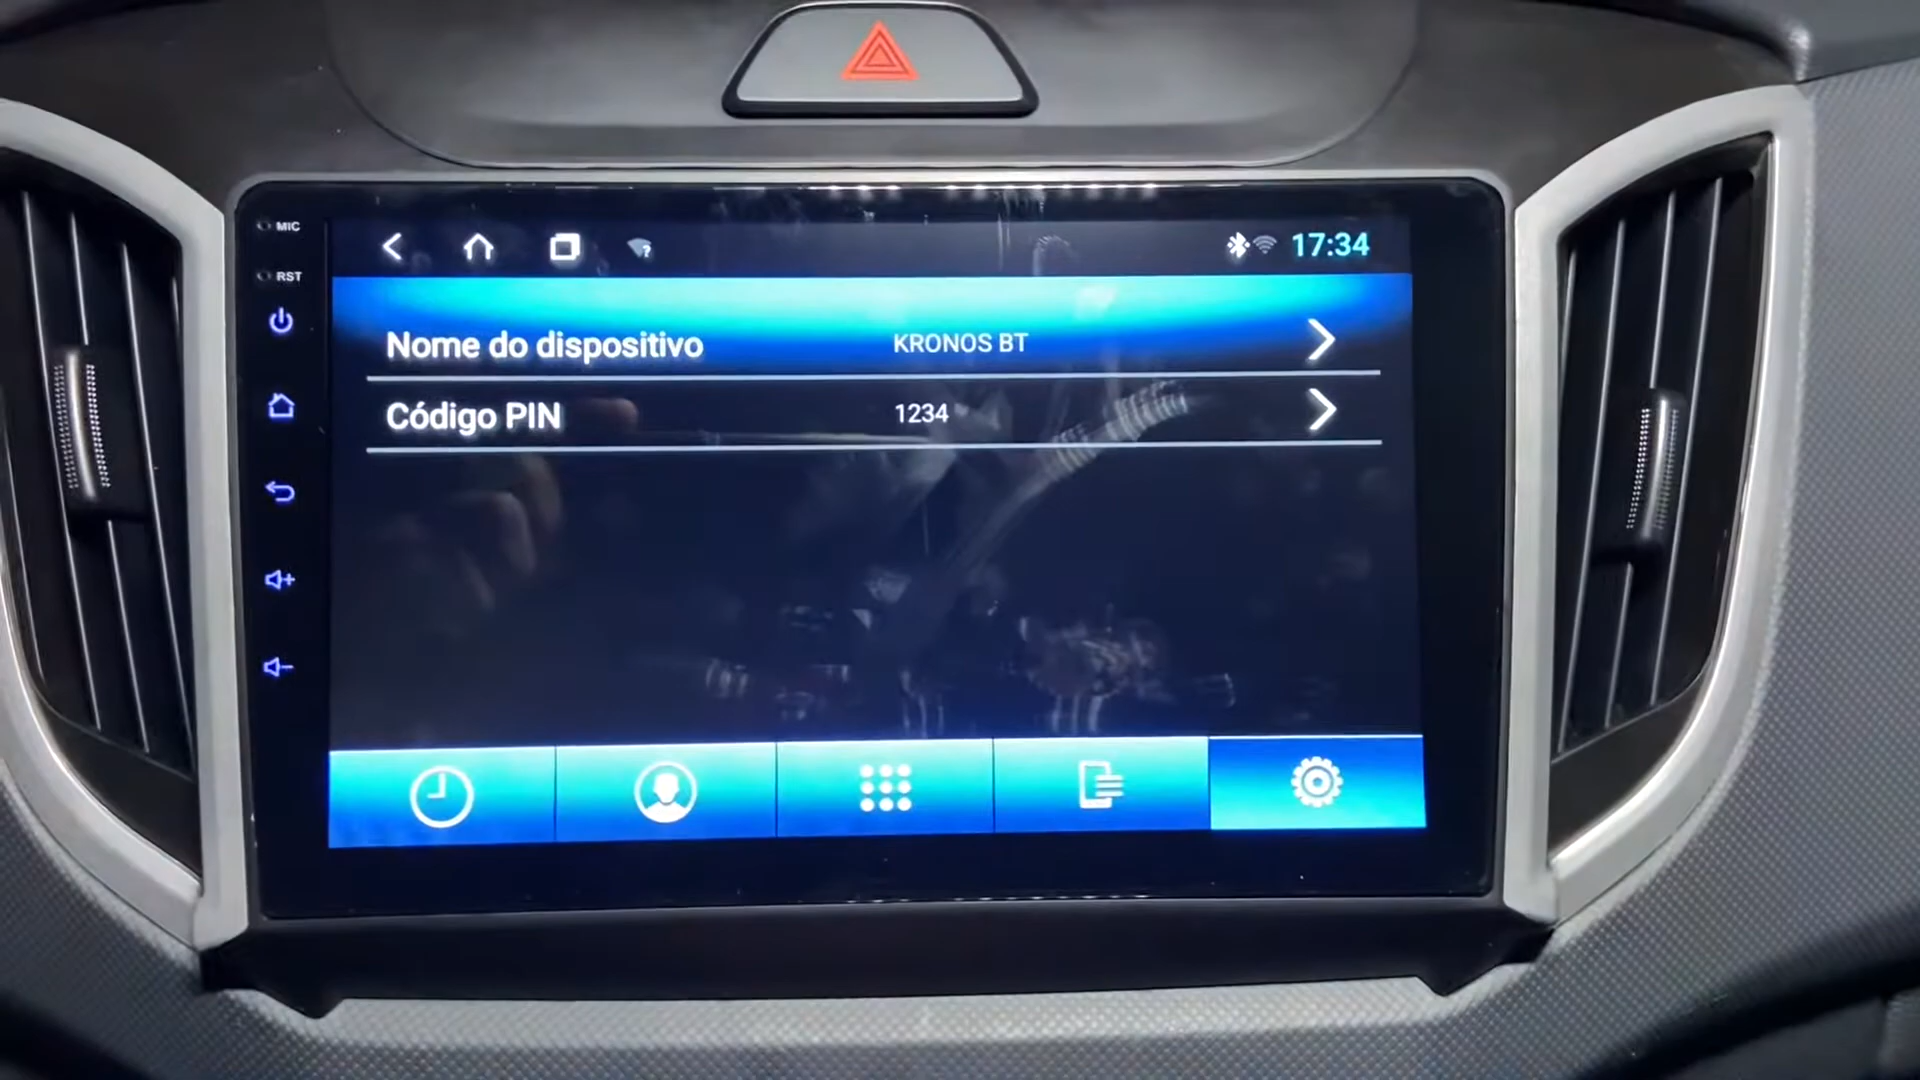 MIC
17:34
RST
Nome do dispositivo KRONOS BT
Código PIN 1234